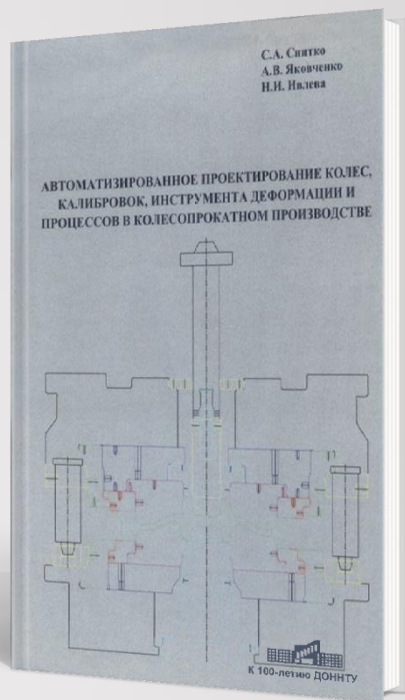 С.А. Снитко
А.В. Яковченко
Н.И. Ивлева
АВТОМАТИЗИРОВАННОЕ ПРОЕКТИРОВАНИЕ КОЛЕС,
КАЛИБРОВОК, ИНСТРУМЕНТА ДЕФОРМАЦИИ И
ПРОЦЕССОВ В КОЛЕСОПРОКАТНОМ ПРОИЗВОДСТВЕ
К 100-летию ДОННТУ